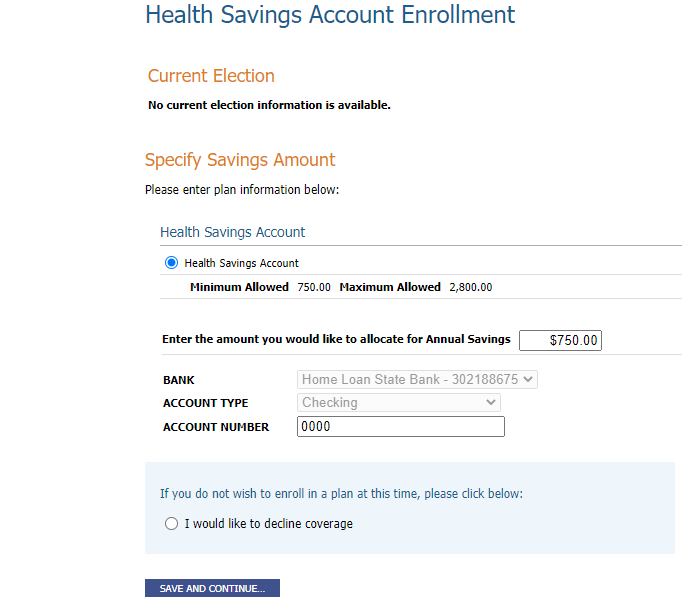 Health Savings Account Enrollment
Current Election
No current election information is available.
Specify Savings Amount
Please enter plan information below:
Health Savings Account
Health Savings Account
Minimum Allowed 750.00 Maximum Allowed 2,800.00
Enter the amount you would like to allocate for Annual Savings $750.00
BANK Home Loan State Bank - 302188675
ACCOUNT TYPE Checking
ACCOUNT NUMBER 0000
If you do not wish to enroll in a plan at this time, please click below:
I would like to decline coverage
SAVE AND CONTINUE...